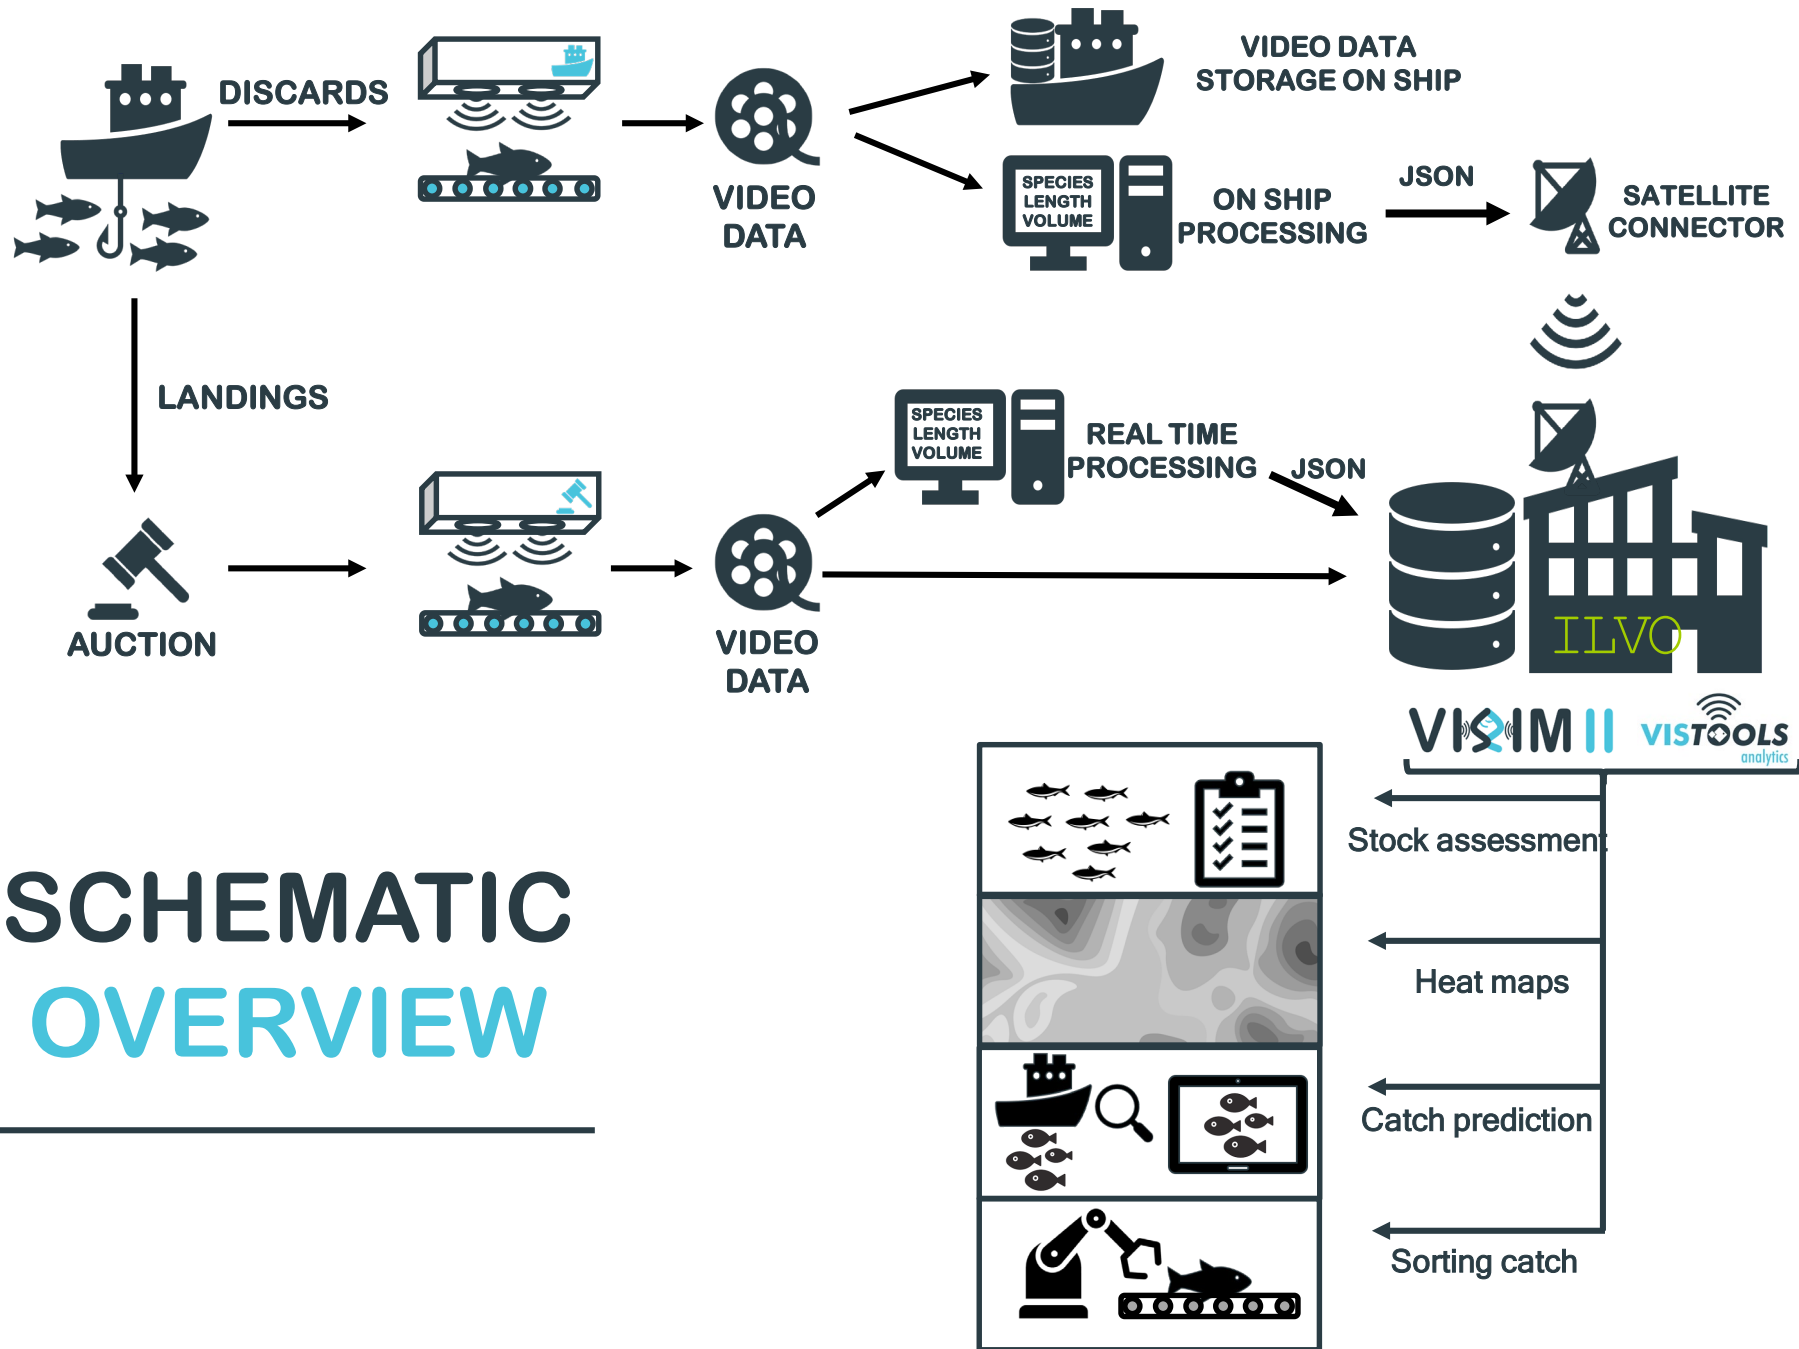 DISCARDS
VIDEO
DATA
VIDEO DATA
STORAGE ON SHIP
SPECIES
LENGTH
VOLUME
ON SHIP
PROCESSING
JSON
SATELLITE
CONNECTOR
LANDINGS
SPECIES
LENGTH
VOLUME
REAL TIME
PROCESSING
JSON
AUCTION
VIDEO
DATA
ILVO
VISIM II
VISTOOLS
analytics
Stock assessment
Heat maps
Catch prediction
Sorting catch
SCHEMATIC
OVERVIEW